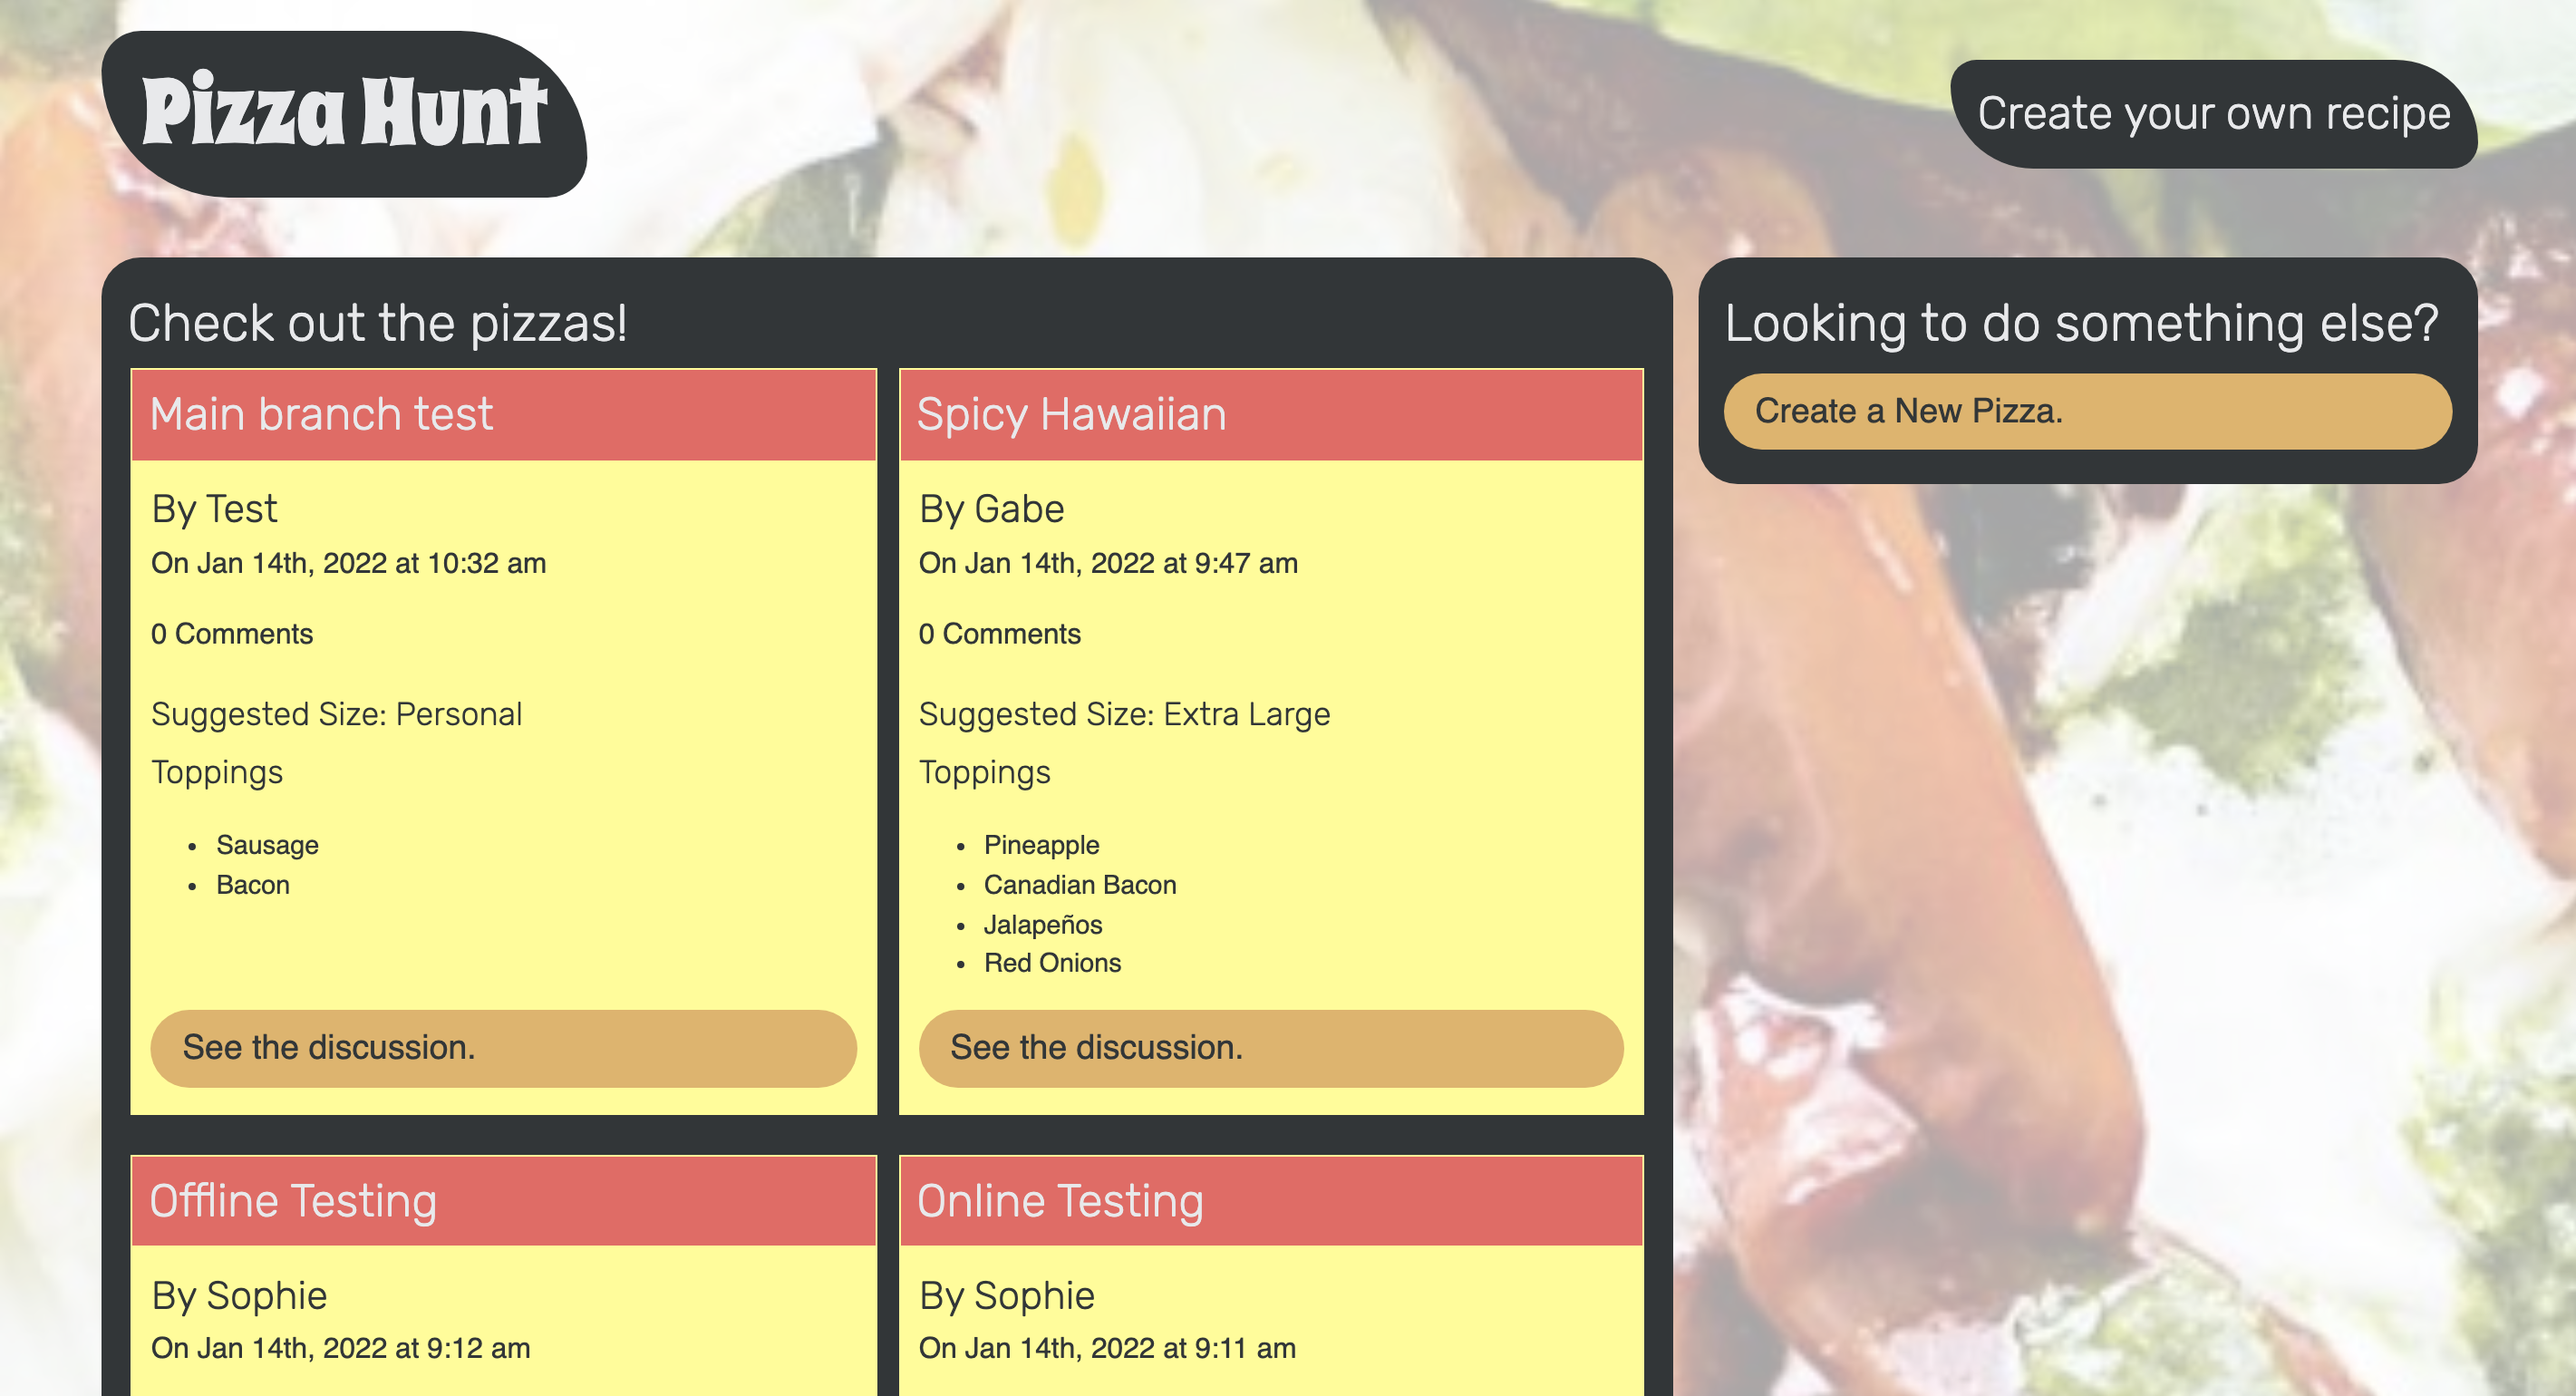 Pizza Hunt
Create your own recipe
Check out the pizzas!
Main branch test
By Test
On Jan 14th, 2022 at 10:32 am
0 Comments
Suggested Size: Personal
Toppings
Sausage
Bacon
See the discussion.
Spicy Hawaiian
By Gabe
On Jan 14th, 2022 at 9:47 am
0 Comments
Suggested Size: Extra Large
Toppings
Pineapple
Canadian Bacon
Jalapeños
Red Onions
See the discussion.
Offline Testing
By Sophie
On Jan 14th, 2022 at 9:12 am
Online Testing
By Sophie
On Jan 14th, 2022 at 9:11 am
Looking to do something else?
Create a New Pizza.